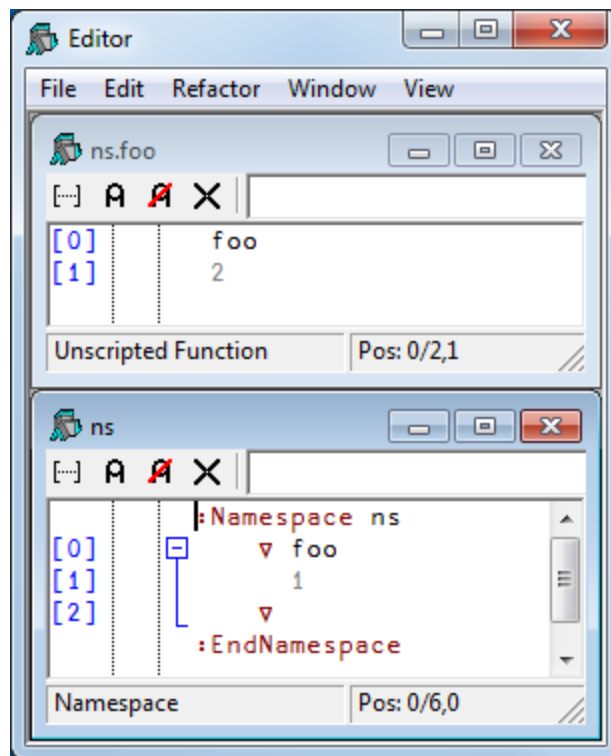 Editor
File Edit Refactor Window View
ns.foo
[0] foo
[1] 2
Unscripted Function Pos: 0/2,1
ns
:Namespace ns
[0] ∇ foo
[1] 1
[2] ∇
:EndNamespace
Namespace Pos: 0/6,0